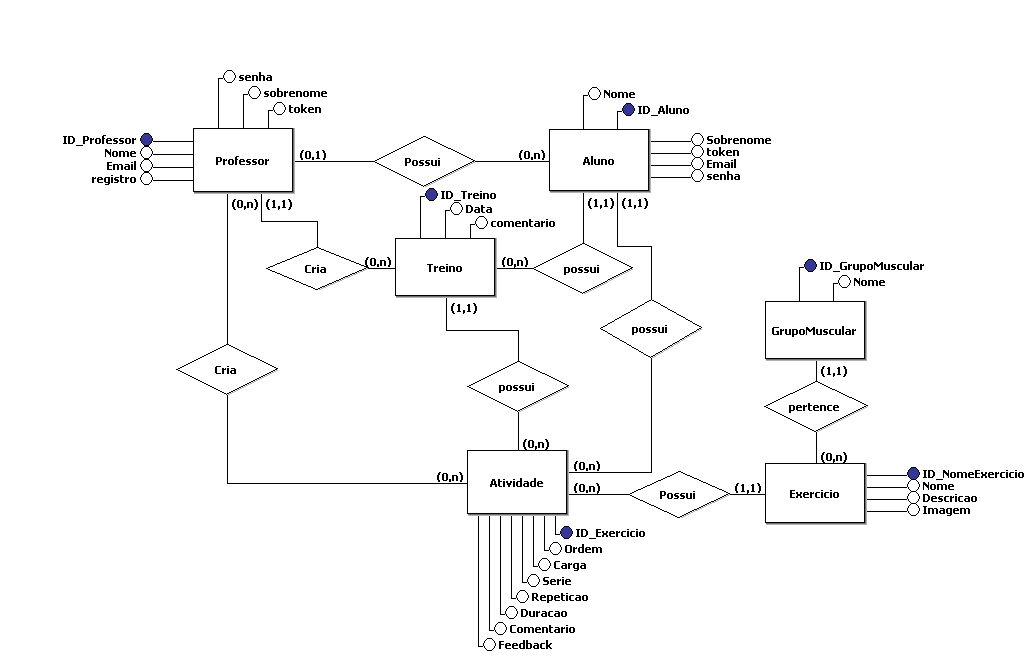 senha
sobrenome
token
ID_Professor
Nome
Email
registro
Professor
(0,1)
Possui
(0,n)
Nome
ID_Aluno
Aluno
Sobrenome
token
Email
senha
(0,n)
(1,1)
(1,1)
(1,1)
ID_Treino
Data
comentario
Cria
(0,n)
Treino
(0,n)
possui
(1,1)
ID_GrupoMuscular
Nome
GrupoMuscular
(1,1)
possui
Cria
possui
pertence
(0,n)
(0,n)
(0,n)
Atividade
(0,n)
(0,n)
Possui
(1,1)
Exercicio
ID_NomeExercicio
Nome
Descricao
Imagem
ID_Exercicio
Ordem
Carga
Serie
Repeticao
Duracao
Comentario
Feedback